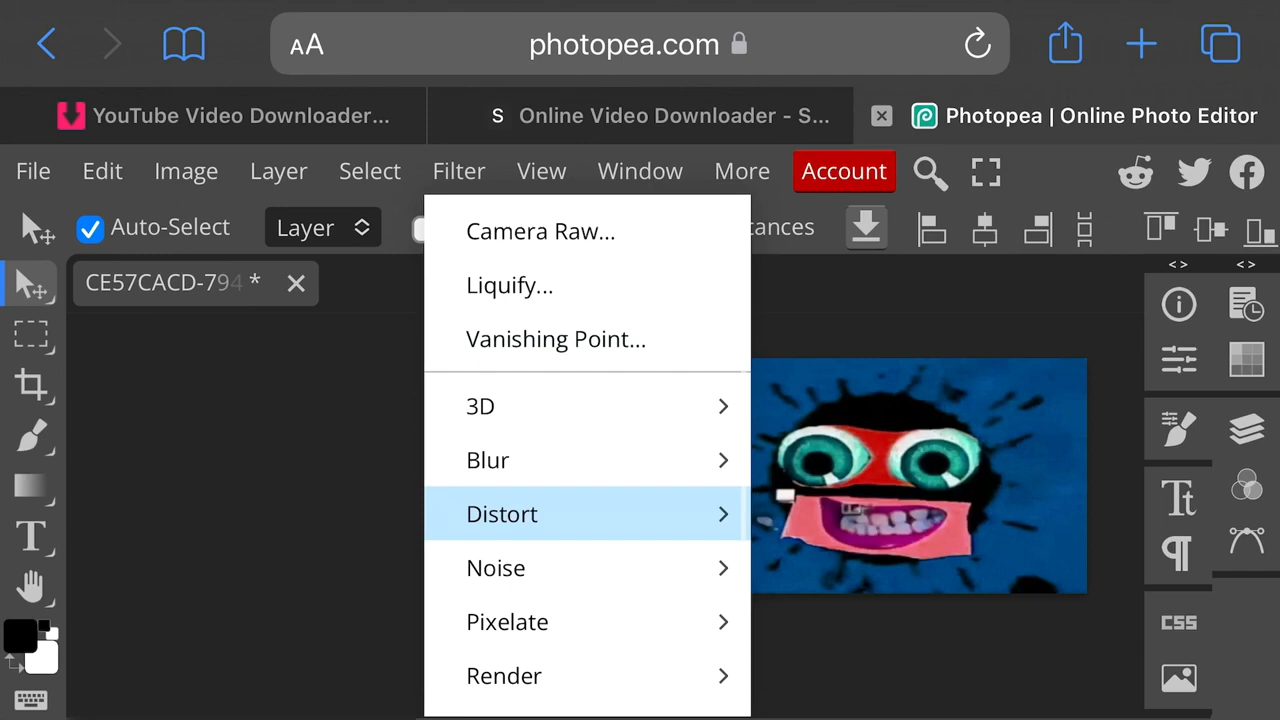 AA photopea.com
YouTube Video Downloader...
S Online Video Downloader - S...
Photopea | Online Photo Editor
File Edit Image Layer Select Filter View Window More Account
Auto-Select Layer tances
CE57CACD-794 *
Camera Raw...
Liquify...
Vanishing Point...
3D
Blur
Distort
Noise
Pixelate
Render
T
Tt
CSS